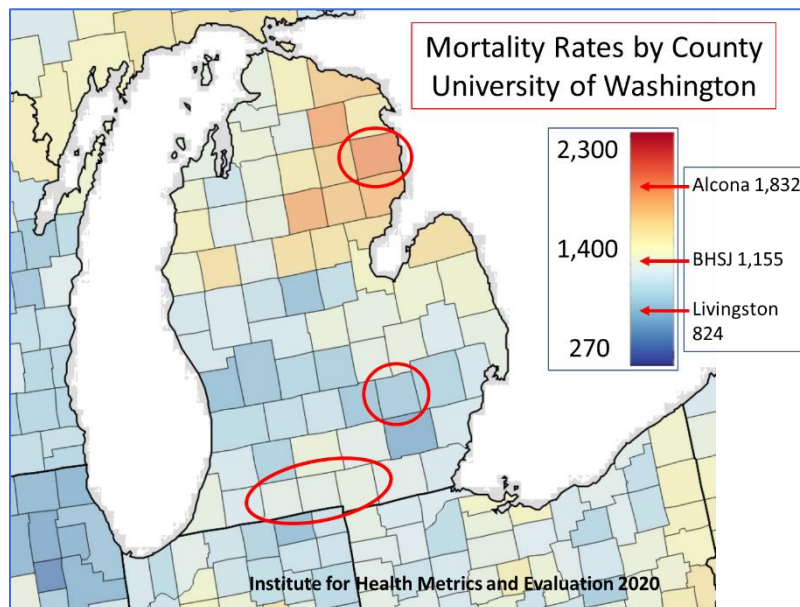 Mortality Rates by County
University of Washington
2,300
Alcona 1,832
1,400
BHSJ 1,155
Livingston
824
270
Institute for Health Metrics and Evaluation 2020